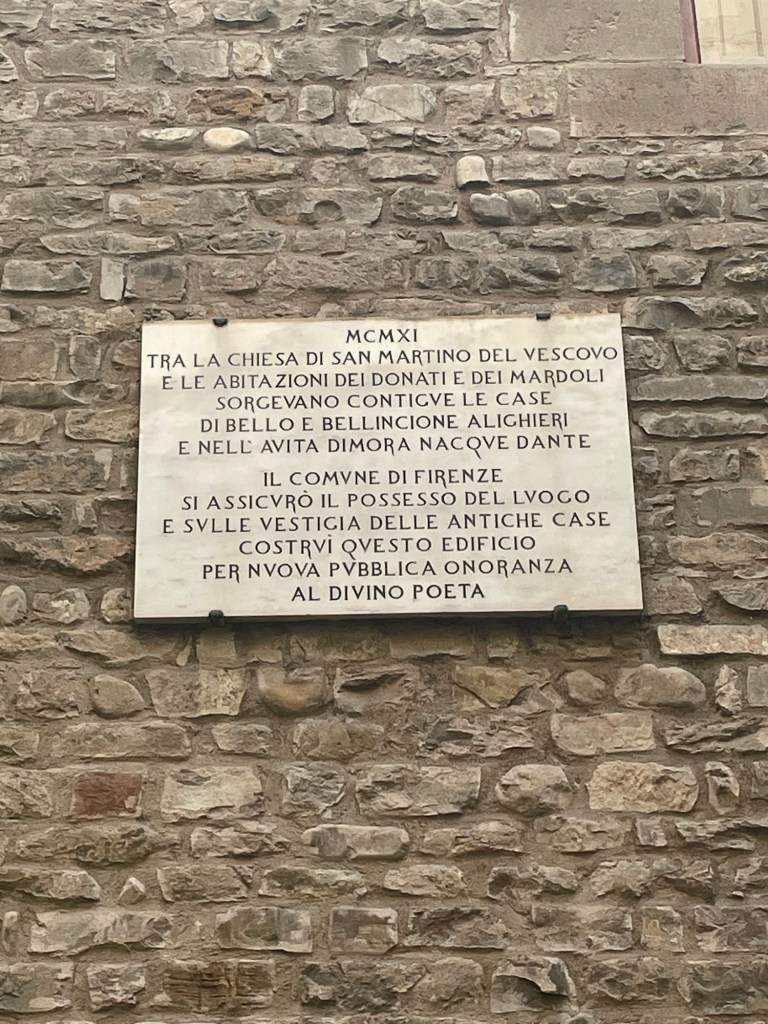 MCMXI
TRA LA CHIESA DI SAN MARTINO DEL VESCOVO
E LE ABITAZIONI DEI DONATI E DEI MARDOLI
SORGEVANO CONTIGVE LE CASE
DI BELLO E BELLINCIONE ALIGHIERI
E NELL' AVITA DIMORA NACQVE DANTE
IL COMVNE DI FIRENZE
SI ASSICVRÒ IL POSSESSO DEL LVOGO
E SVLLE VESTIGIA DELLE ANTICHE CASE
COSTRVÌ QVESTO EDIFICIO
PER NVOVA PVBBLICA ONORANZA
AL DIVINO POETA